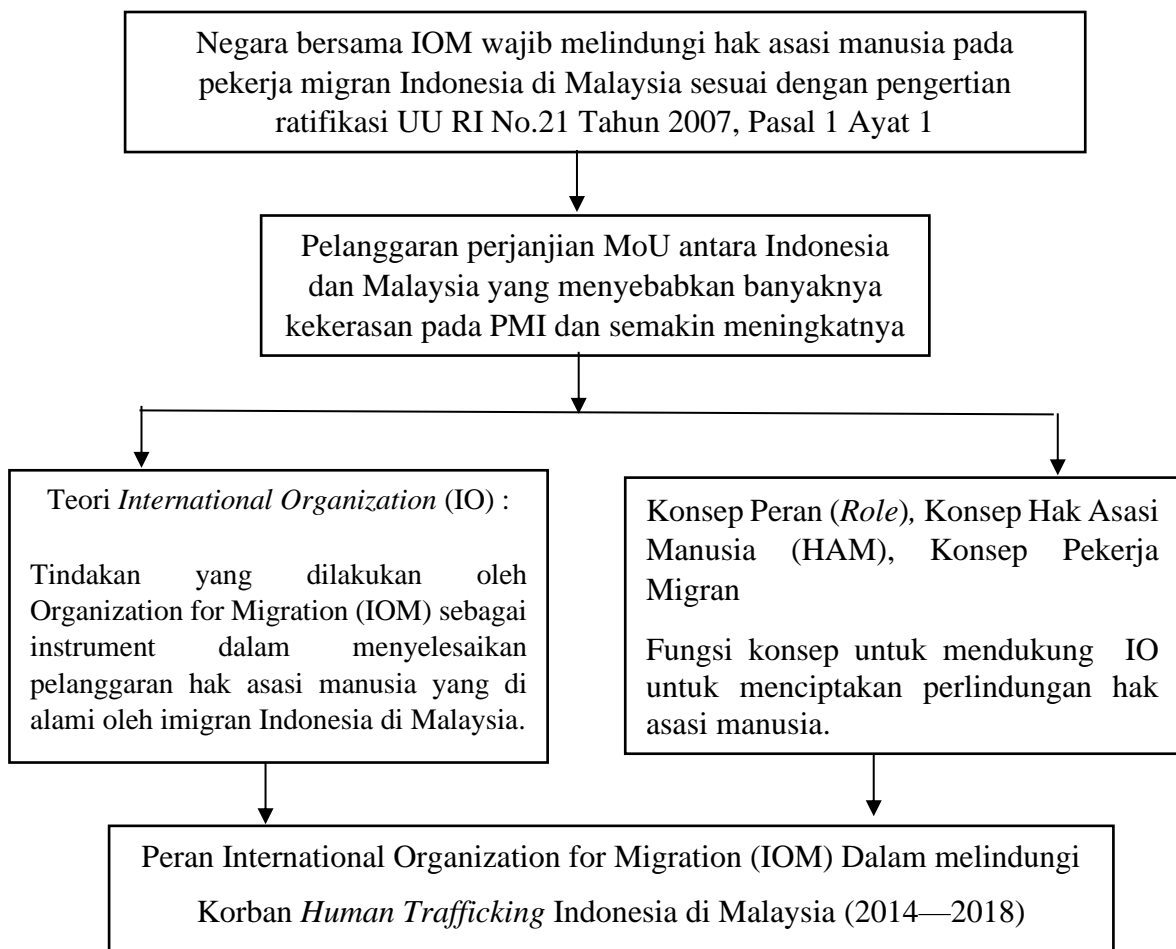 Negara bersama IOM wajib melindungi hak asasi manusia pada
pekerja migran Indonesia di Malaysia sesuai dengan pengertian
ratifikasi UU RI No.21 Tahun 2007, Pasal 1 Ayat 1
Pelanggaran perjanjian MoU antara Indonesia
dan Malaysia yang menyebabkan banyaknya
kekerasan pada PMI dan semakin meningkatnya
Teori International Organization (IO) :
Tindakan yang dilakukan oleh
Organization for Migration (IOM) sebagai
instrument dalam menyelesaikan
pelanggaran hak asasi manusia yang di
alami oleh imigran Indonesia di Malaysia.
Konsep Peran (Role), Konsep Hak Asasi
Manusia (HAM), Konsep Pekerja
Migran
Fungsi konsep untuk mendukung IO
untuk menciptakan perlindungan hak
asasi manusia.
Peran International Organization for Migration (IOM) Dalam melindungi
Korban Human Trafficking Indonesia di Malaysia (2014—2018)